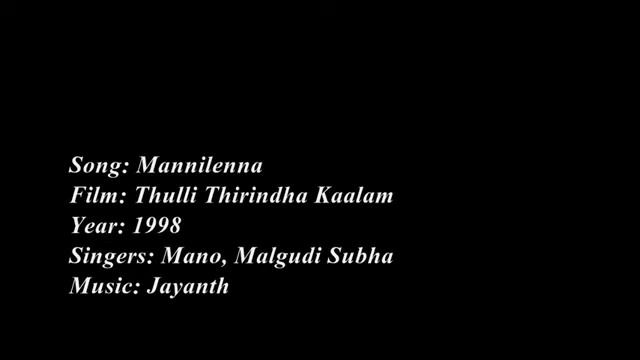 Song: Mannilenna
Film: Thulli Thirindha Kaalam
Year: 1998
Singers: Mano, Malgudi Subha
Music: Jayanth